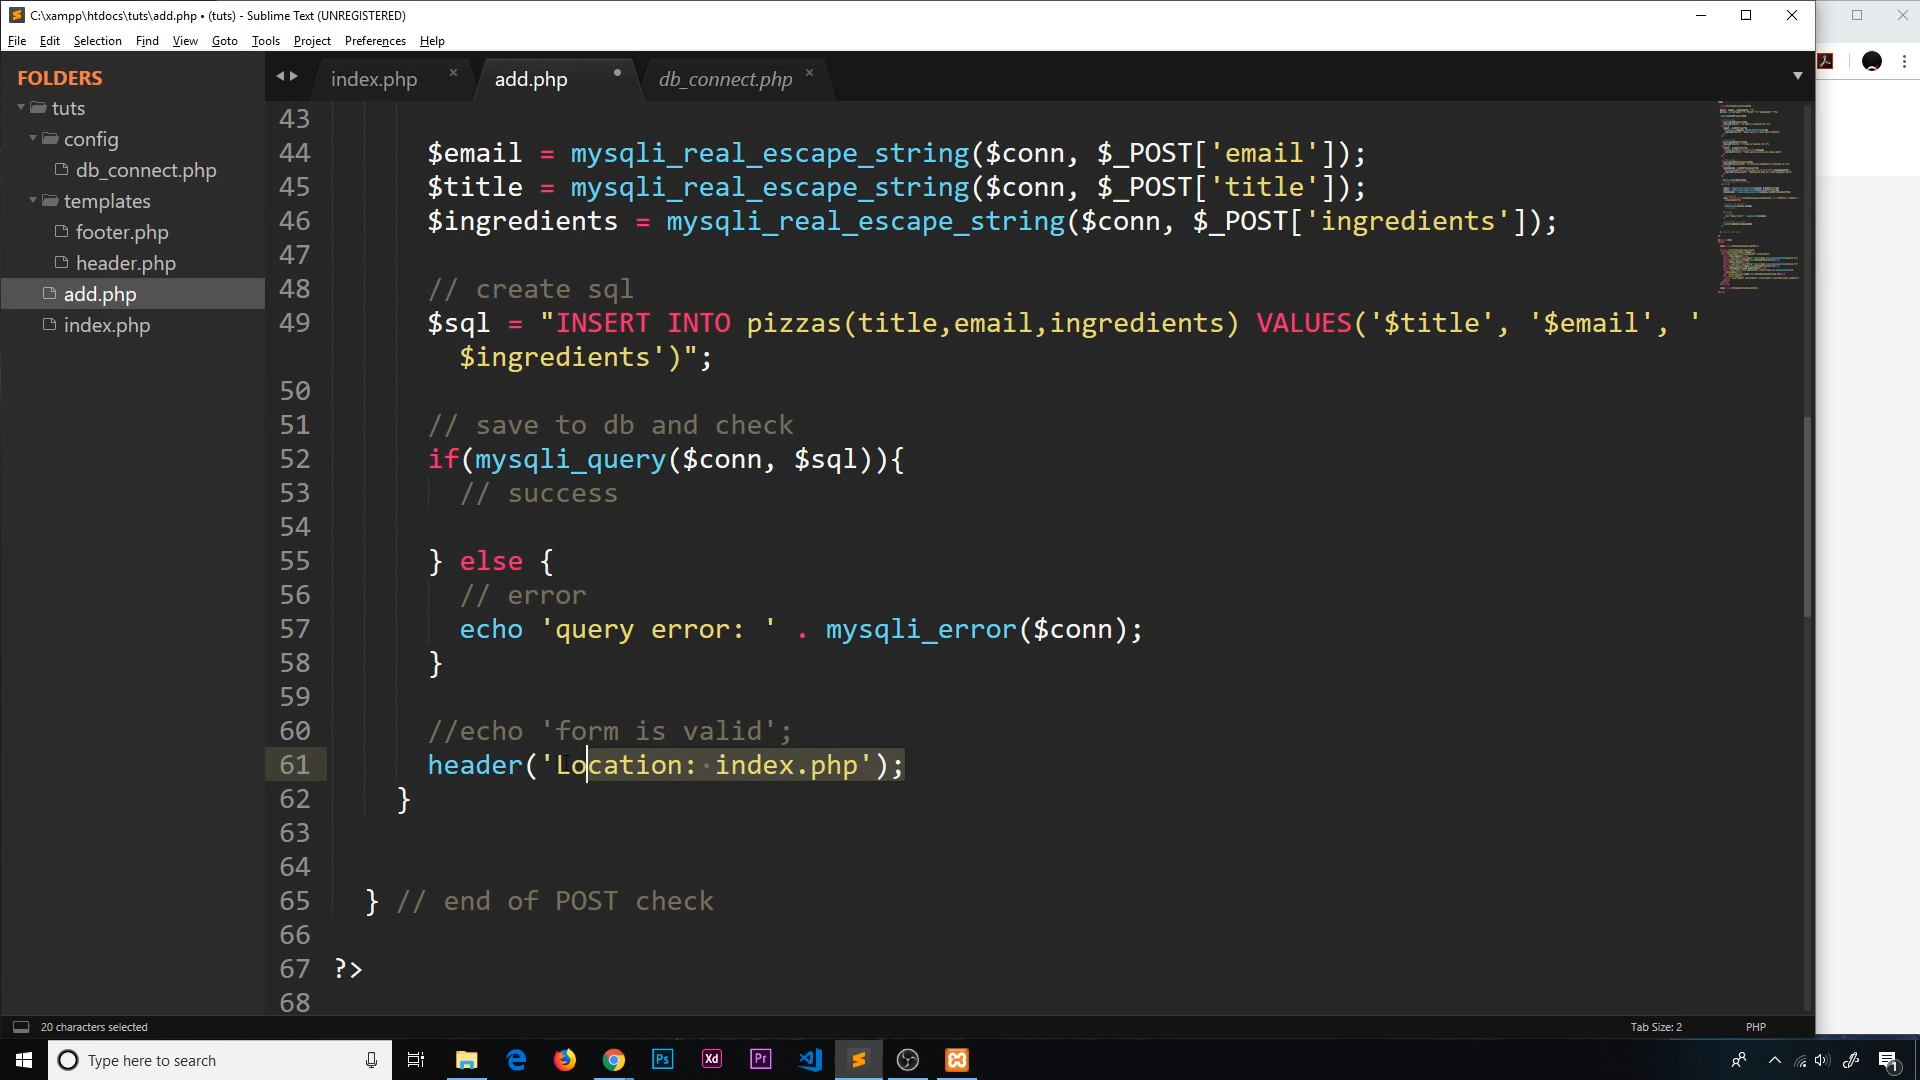 C:\xampp\htdocs\tuts\add.php • (tuts) - Sublime Text (UNREGISTERED)
File Edit Selection Find View Goto Tools Project Preferences Help
FOLDERS
tuts
config
db_connect.php
templates
footer.php
header.php
add.php
index.php
index.php × add.php • db_connect.php ×
43
44 $email = mysqli_real_escape_string($conn, $_POST['email']);
45 $title = mysqli_real_escape_string($conn, $_POST['title']);
46 $ingredients = mysqli_real_escape_string($conn, $_POST['ingredients']);
47
48 // create sql
49 $sql = "INSERT INTO pizzas(title,email,ingredients) VALUES('$title', '$email', '
$ingredients')";
50
51 // save to db and check
52 if(mysqli_query($conn, $sql)){
53 // success
54
55 } else {
56 // error
57 echo 'query error: ' . mysqli_error($conn);
58 }
59
60 //echo 'form is valid';
61 header('Location: index.php');
62 }
63
64
65 } // end of POST check
66
67 ?>
68
20 characters selected
Tab Size: 2 PHP
Type here to search
Ps
Xd
Pr
1